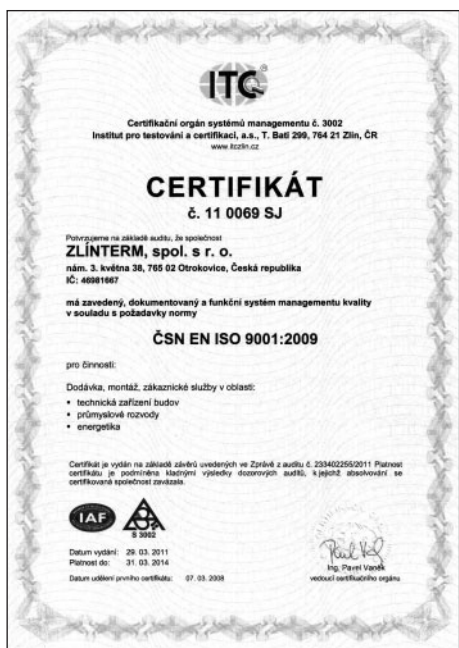 ITC®
Certifikační orgán systémů managementu č. 3002
Institut pro testování a certifikaci, a.s., T. Bati 299, 764 21 Zlín, ČR
www.itczlin.cz
CERTIFIKÁT
č. 11 0069 SJ
Potvrzujeme na základě auditu, že společnost
ZLÍNTERM, spol. s r. o.
nám. 3. května 38, 765 02 Otrokovice, Česká republika
IČ: 46981667
má zavedený, dokumentovaný a funkční systém managementu kvality
v souladu s požadavky normy
ČSN EN ISO 9001:2009
pro činnosti:
Dodávka, montáž, zákaznické služby v oblasti:
• technická zařízení budov
• průmyslové rozvody
• energetika
Certifikát je vydán na základě závěrů uvedených ve Zprávě z auditu č. 233402255/2011 Platnost
certifikátu je podmíněna kladnými výsledky dozorových auditů, k jejichž absolvování se
certifikovaná společnost zavázala.
IAF
S 3002
Datum vydání: 29. 03. 2011
Platnost do: 31. 03. 2014
Datum udělení prvního certifikátu: 07. 03. 2008
Ing. Pavel Vaněk
vedoucí certifikačního orgánu